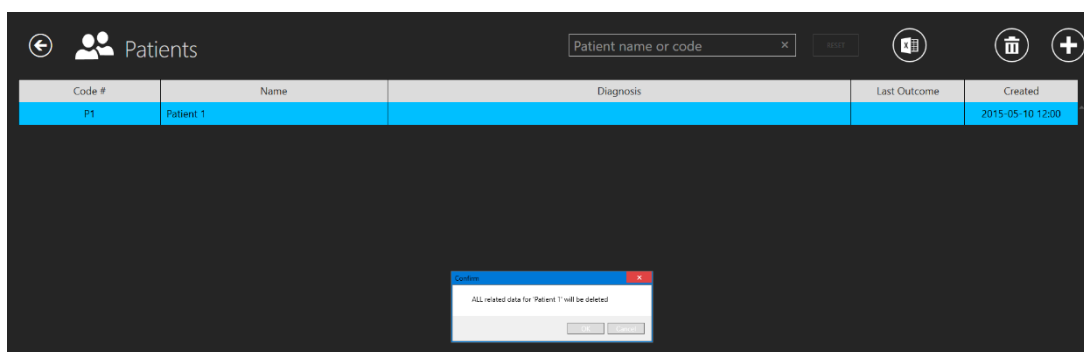 Patients
Patient name or code
RESET
Code # Name Diagnosis Last Outcome Created
P1 Patient 1 2015-05-10 12:00
Confirm
ALL related data for 'Patient 1' will be deleted
OK Cancel